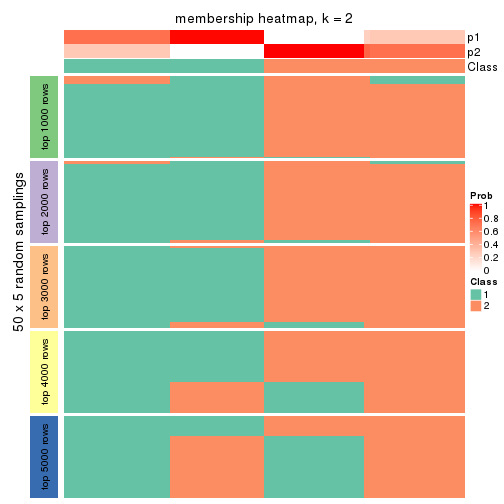 membership heatmap, k = 2
p1
p2
Class
50 x 5 random samplings
top 1000 rows
top 2000 rows
top 3000 rows
top 4000 rows
top 5000 rows
Prob
1
0.8
0.6
0.4
0.2
0
Class
1
2